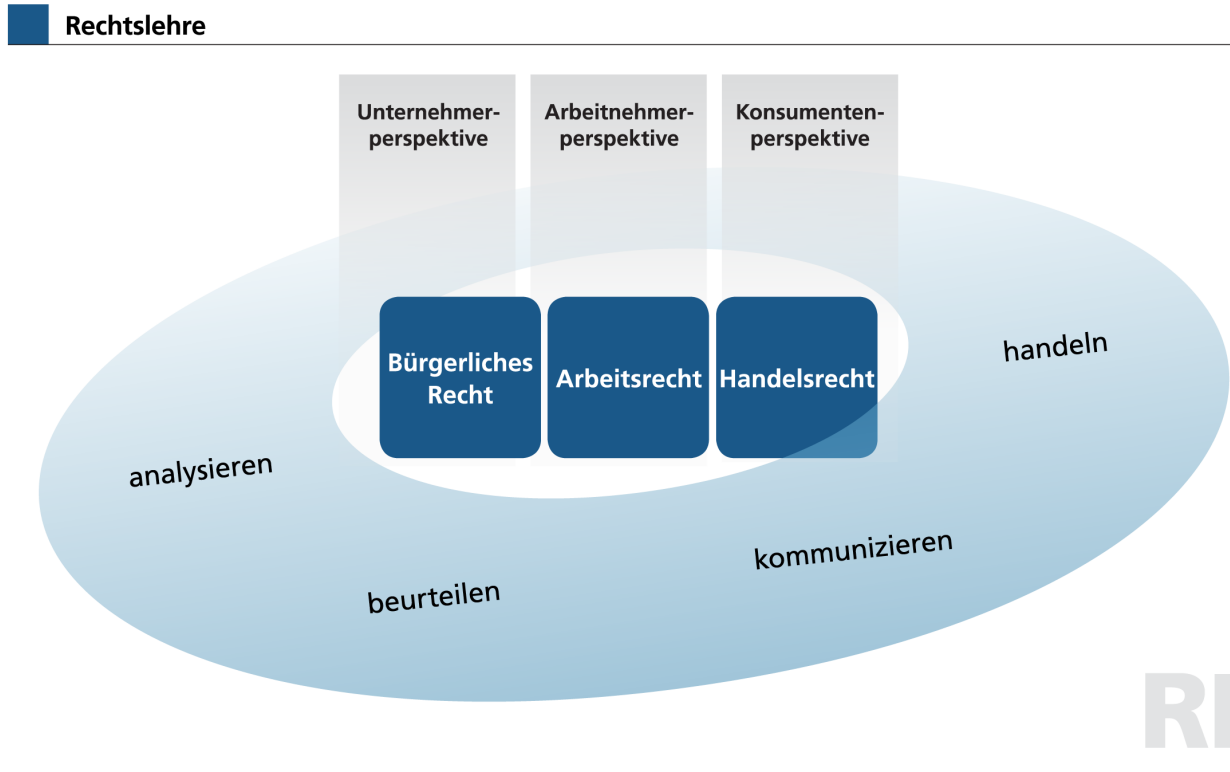 Rechtslehre
Unternehmer-
perspektive
Arbeitnehmer-
perspektive
Konsumenten-
perspektive
Bürgerliches
Recht
Arbeitsrecht
Handelsrecht
handeln
analysieren
kommunizieren
beurteilen